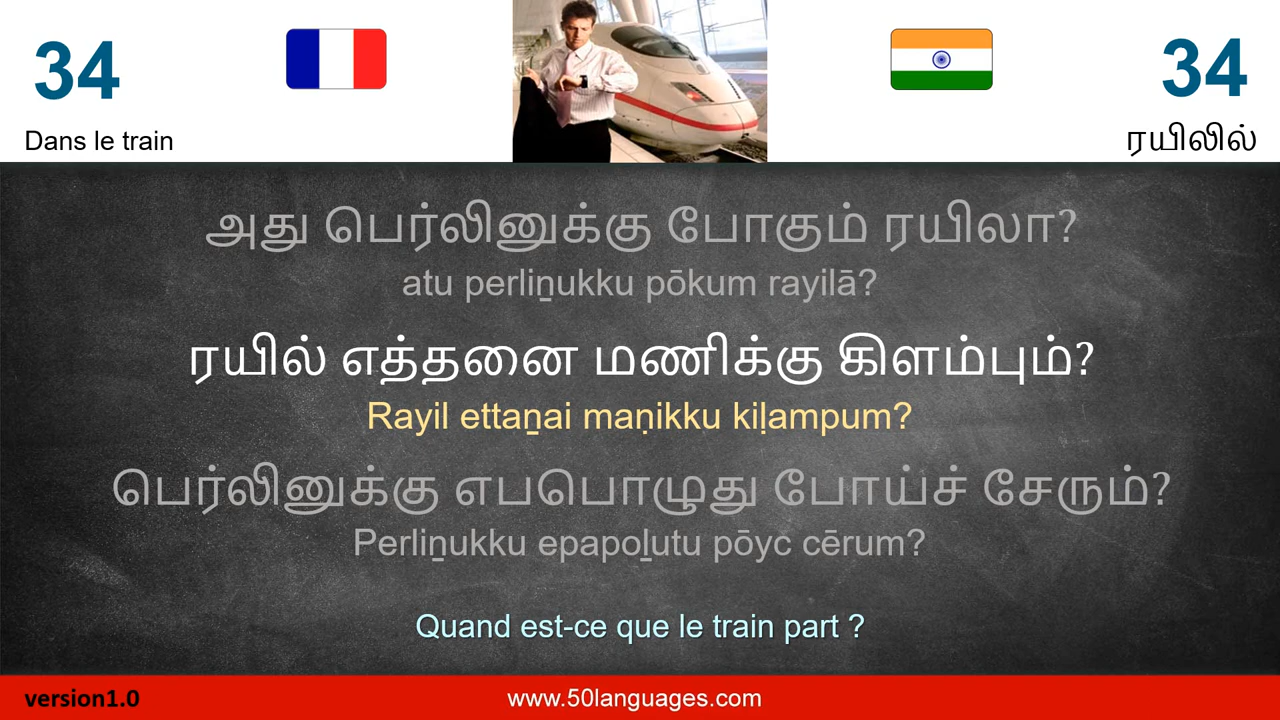 34
34
Dans le train
ரயிலில்
அது பெர்லினுக்கு போகும் ரயிலா?
atu perliṉukku pōkum rayilā?
ரயில் எத்தனை மணிக்கு கிளம்பும்?
Rayil ettaṉai maṇikku kiḷampum?
பெர்லினுக்கு எபபொழுது போய்ச் சேரும்?
Perliṉukku epapoḻutu pōyc cērum?
Quand est-ce que le train part ?
version1.0
www.50languages.com